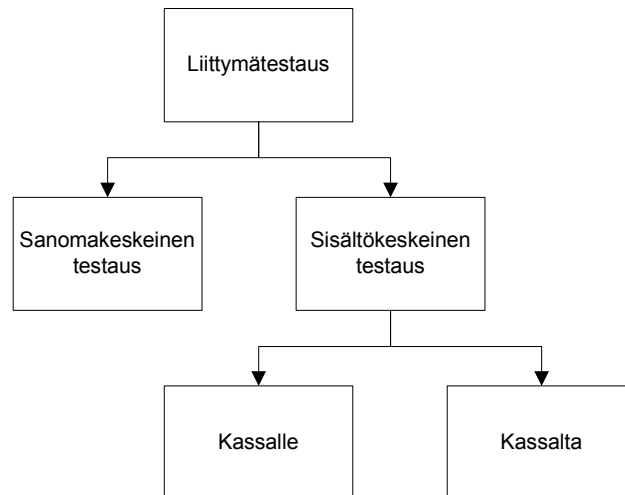 Liittymätestaus
Sanomakeskeinen
testaus
Sisältökeskeinen
testaus
Kassalle
Kassalta